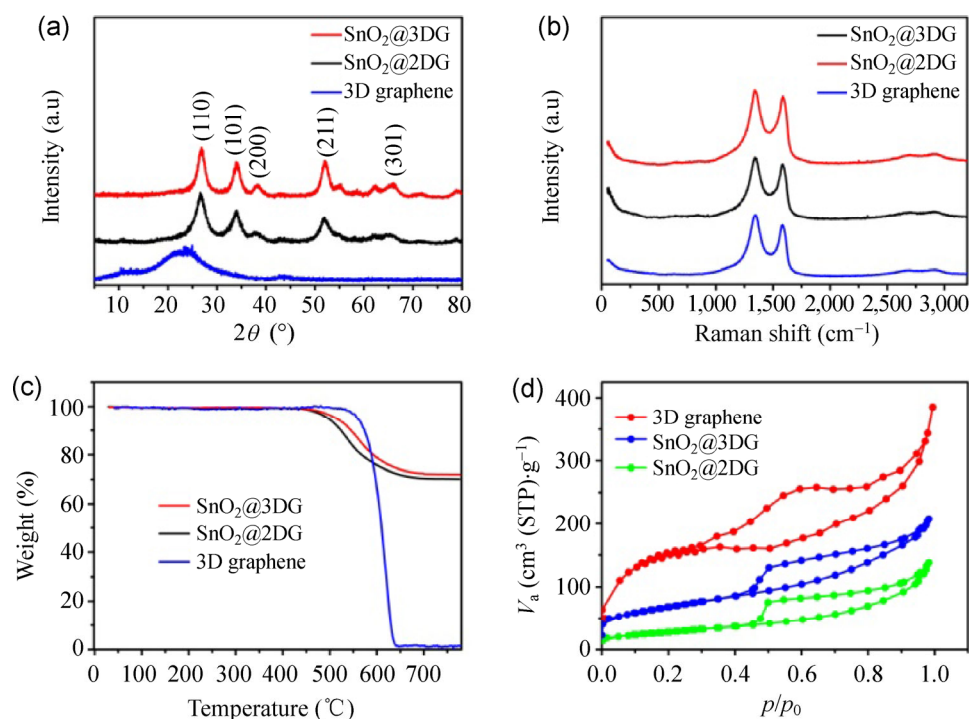 (a)
SnO₂@3DG
SnO₂@2DG
3D graphene
(110)
(101)
(200)
(211)
(301)
Intensity (a.u)
10 20 30 40 50 60 70 80
2θ (°)
(b)
SnO₂@3DG
SnO₂@2DG
3D graphene
Intensity (a.u)
0 500 1,000 1,500 2,000 2,500 3,000
Raman shift (cm⁻¹)
(c)
100
80
60
40
20
0
Weight (%)
SnO₂@3DG
SnO₂@2DG
3D graphene
0 100 200 300 400 500 600 700
Temperature (℃)
(d)
400
300
200
100
0
Vₐ (cm³ (STP)·g⁻¹)
3D graphene
SnO₂@3DG
SnO₂@2DG
0.0 0.2 0.4 0.6 0.8 1.0
p/p₀